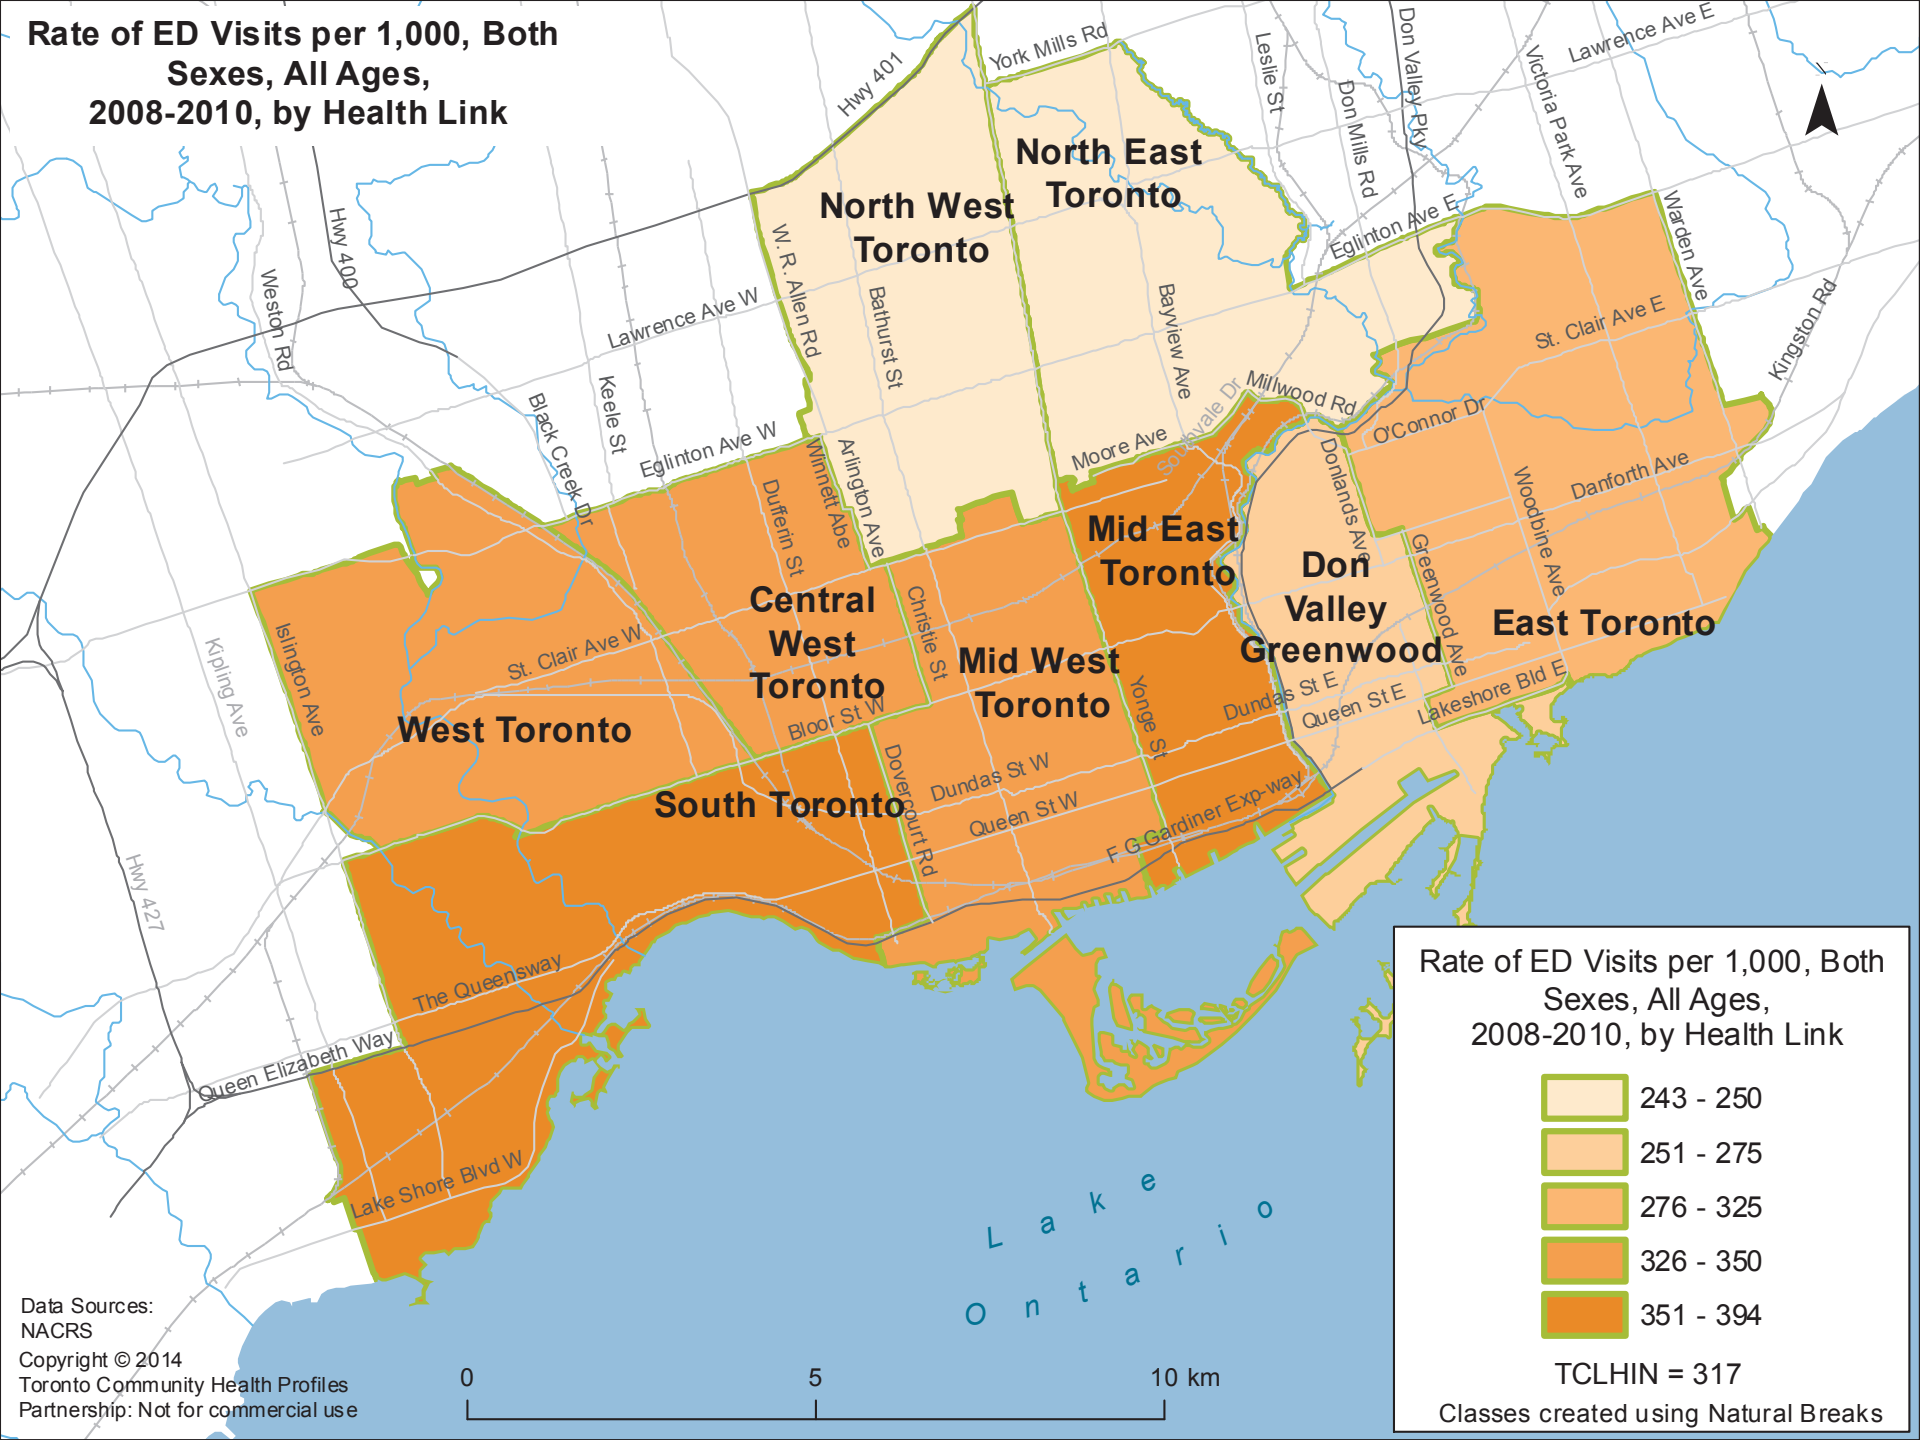 Rate of ED Visits per 1,000, Both
Sexes, All Ages,
2008-2010, by Health Link
Hwy 401
York Mills Rd
Leslie St
Don Mills Rd
Don Valley Pky
Victoria Park Ave
Lawrence Ave E
North East
Toronto
North West
Toronto
Hwy 400
Weston Rd
W. R. Allen Rd
Bathurst St
Bayview Ave
Eglinton Ave E
Warden Ave
Kingston Rd
St. Clair Ave E
Lawrence Ave W
Keele St
Black Creek Dr
Eglinton Ave W
Winnett Abe
Arlington Ave
Dufferin St
Moore Ave
Southvale Dr
Millwood Rd
O'Connor Dr
Donlands Ave
Danforth Ave
Woodbine Ave
Greenwood Ave
Mid East
Toronto
Don
Valley
Greenwood
East Toronto
Central
West
Toronto
Christie St
Mid West
Toronto
Kipling Ave
Islington Ave
St. Clair Ave W
West Toronto
Bloor St W
Yonge St
Dundas St E
Queen St E
Lakeshore Bld E
South Toronto
Dovercourt Rd
Dundas St W
Queen St W
F G Gardiner Exp-way
Hwy 427
The Queensway
Queen Elizabeth Way
Lake Shore Blvd W
Lake
Ontario
Rate of ED Visits per 1,000, Both
Sexes, All Ages,
2008-2010, by Health Link
243 - 250
251 - 275
276 - 325
326 - 350
351 - 394
TCLHIN = 317
Classes created using Natural Breaks
Data Sources:
NACRS
Copyright © 2014
Toronto Community Health Profiles
Partnership: Not for commercial use
0 5 10 km